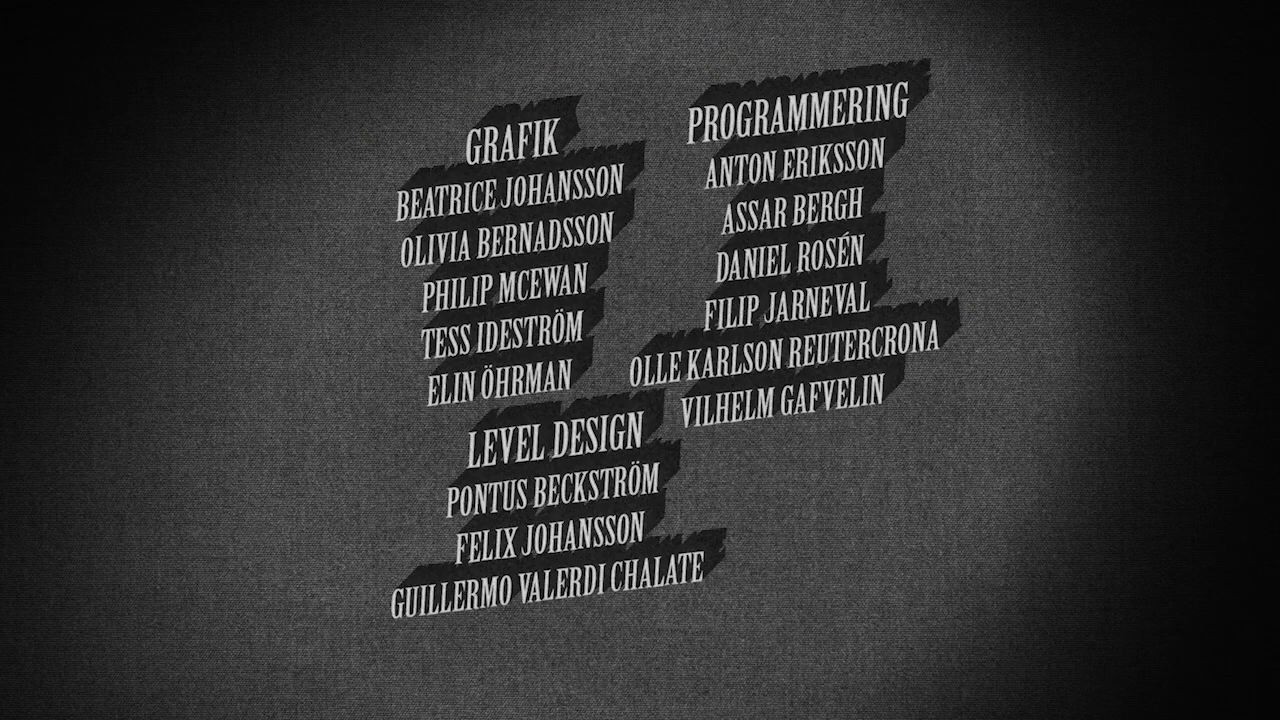 GRAFIK
BEATRICE JOHANSSON
OLIVIA BERNADSSON
PHILIP MCEWAN
TESS IDESTRÖM
ELIN ÖHRMAN
LEVEL DESIGN
PONTUS BECKSTRÖM
FELIX JOHANSSON
GUILLERMO VALERDI CHALATE
PROGRAMMERING
ANTON ERIKSSON
ASSAR BERGH
DANIEL ROSÉN
FILIP JARNEVAL
OLLE KARLSON REUTERCRONA
VILHELM GAFVELIN